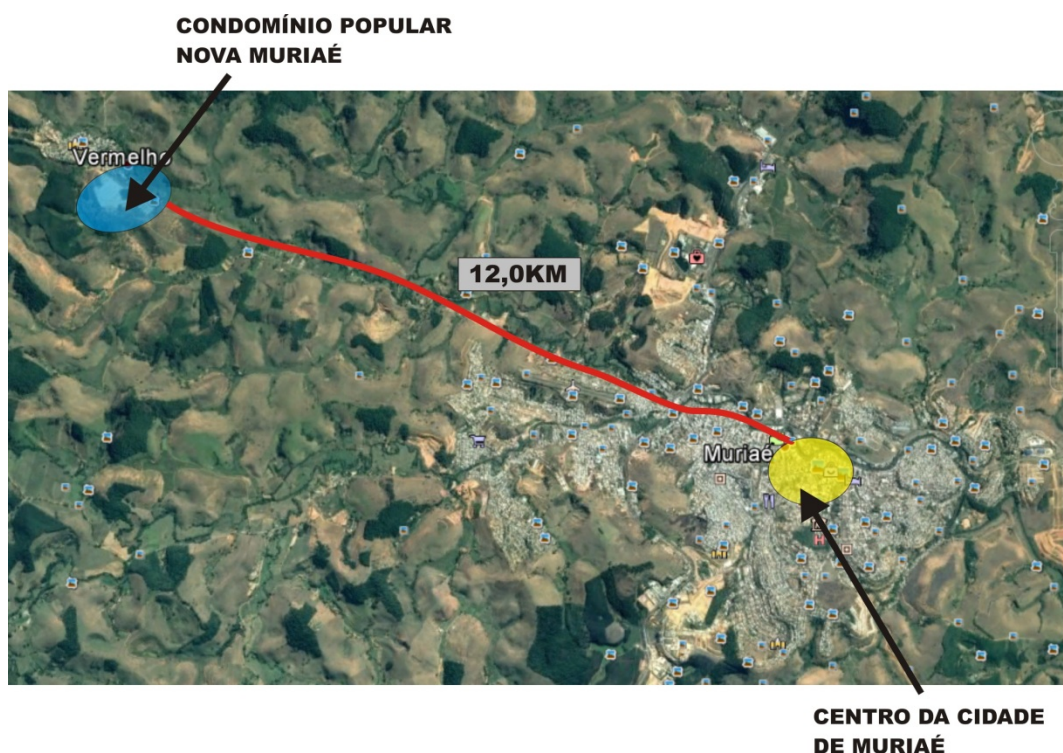 CONDOMÍNIO POPULAR
NOVA MURIAÉ
Vermelho
12,0KM
Muriaé
H
CENTRO DA CIDADE
DE MURIAÉ